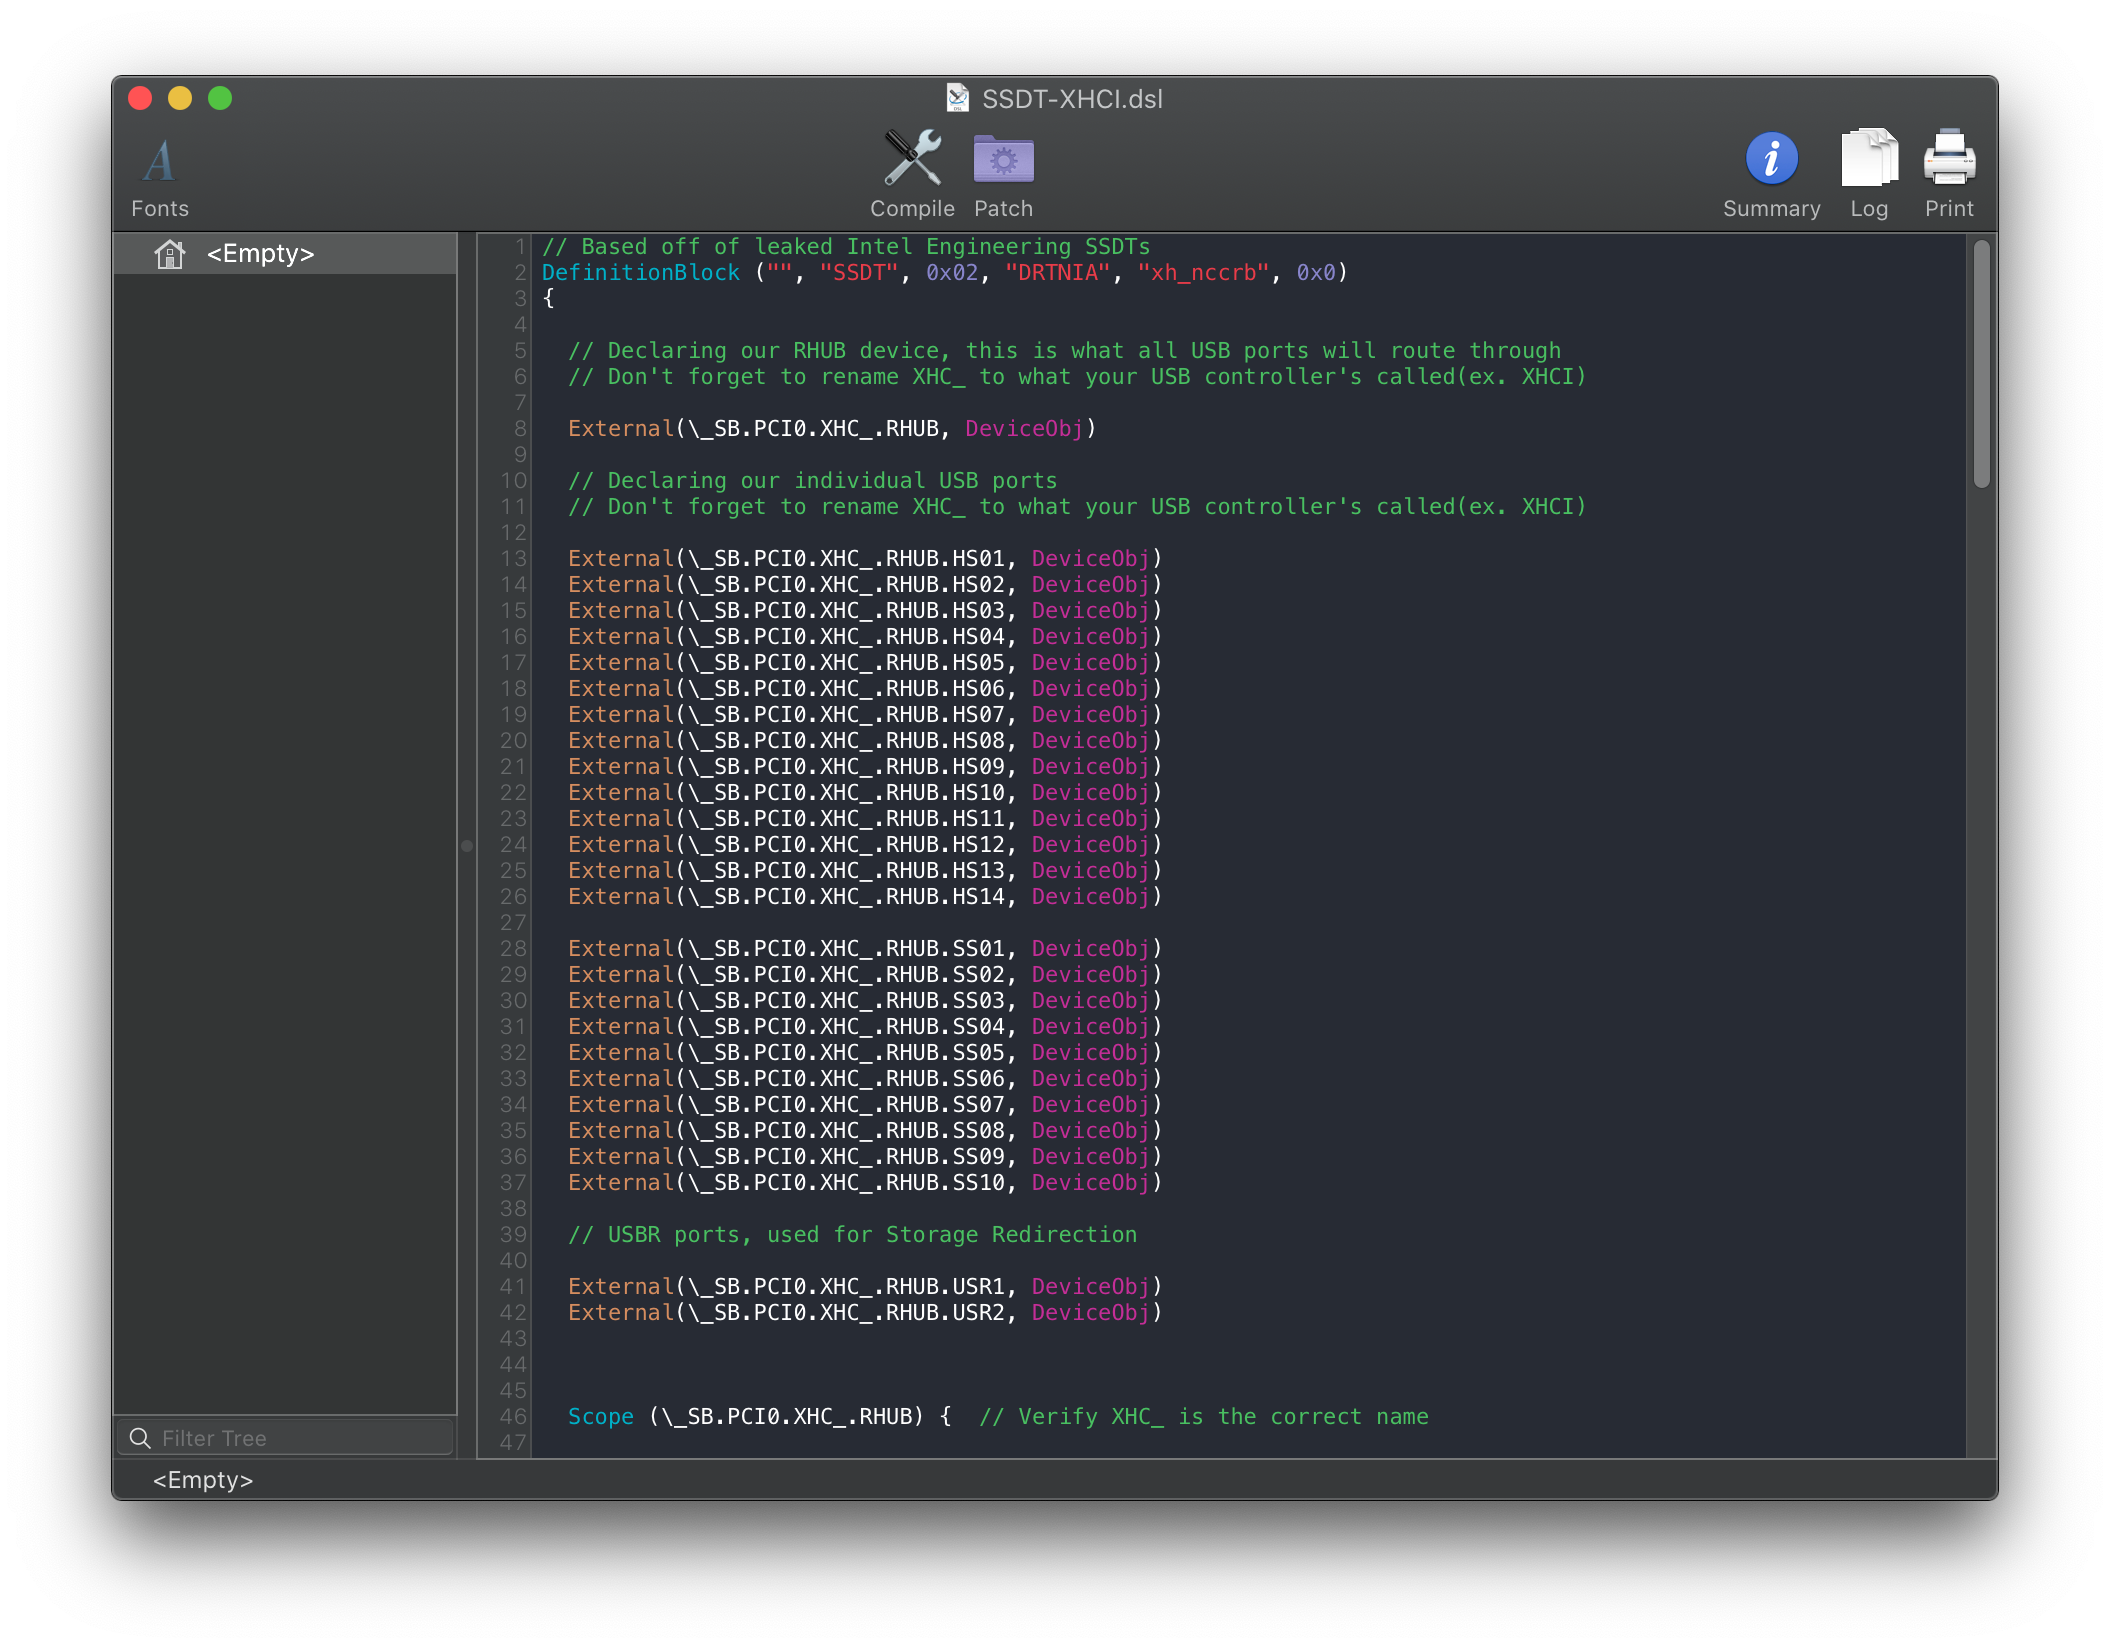 SSDT-XHCI.dsl
Fonts
Compile
Patch
Summary
Log
Print
<Empty>
1 // Based off of leaked Intel Engineering SSDTs
2 DefinitionBlock ("", "SSDT", 0x02, "DRTNIA", "xh_nccrb", 0x0)
3 {
4
5 // Declaring our RHUB device, this is what all USB ports will route through
6 // Don't forget to rename XHC_ to what your USB controller's called(ex. XHCI)
7
8 External(\_SB.PCI0.XHC_.RHUB, DeviceObj)
9
10 // Declaring our individual USB ports
11 // Don't forget to rename XHC_ to what your USB controller's called(ex. XHCI)
12
13 External(\_SB.PCI0.XHC_.RHUB.HS01, DeviceObj)
14 External(\_SB.PCI0.XHC_.RHUB.HS02, DeviceObj)
15 External(\_SB.PCI0.XHC_.RHUB.HS03, DeviceObj)
16 External(\_SB.PCI0.XHC_.RHUB.HS04, DeviceObj)
17 External(\_SB.PCI0.XHC_.RHUB.HS05, DeviceObj)
18 External(\_SB.PCI0.XHC_.RHUB.HS06, DeviceObj)
19 External(\_SB.PCI0.XHC_.RHUB.HS07, DeviceObj)
20 External(\_SB.PCI0.XHC_.RHUB.HS08, DeviceObj)
21 External(\_SB.PCI0.XHC_.RHUB.HS09, DeviceObj)
22 External(\_SB.PCI0.XHC_.RHUB.HS10, DeviceObj)
23 External(\_SB.PCI0.XHC_.RHUB.HS11, DeviceObj)
24 External(\_SB.PCI0.XHC_.RHUB.HS12, DeviceObj)
25 External(\_SB.PCI0.XHC_.RHUB.HS13, DeviceObj)
26 External(\_SB.PCI0.XHC_.RHUB.HS14, DeviceObj)
27
28 External(\_SB.PCI0.XHC_.RHUB.SS01, DeviceObj)
29 External(\_SB.PCI0.XHC_.RHUB.SS02, DeviceObj)
30 External(\_SB.PCI0.XHC_.RHUB.SS03, DeviceObj)
31 External(\_SB.PCI0.XHC_.RHUB.SS04, DeviceObj)
32 External(\_SB.PCI0.XHC_.RHUB.SS05, DeviceObj)
33 External(\_SB.PCI0.XHC_.RHUB.SS06, DeviceObj)
34 External(\_SB.PCI0.XHC_.RHUB.SS07, DeviceObj)
35 External(\_SB.PCI0.XHC_.RHUB.SS08, DeviceObj)
36 External(\_SB.PCI0.XHC_.RHUB.SS09, DeviceObj)
37 External(\_SB.PCI0.XHC_.RHUB.SS10, DeviceObj)
38
39 // USBR ports, used for Storage Redirection
40
41 External(\_SB.PCI0.XHC_.RHUB.USR1, DeviceObj)
42 External(\_SB.PCI0.XHC_.RHUB.USR2, DeviceObj)
43
44
45
46 Scope (\_SB.PCI0.XHC_.RHUB) { // Verify XHC_ is the correct name
47
Filter Tree
<Empty>